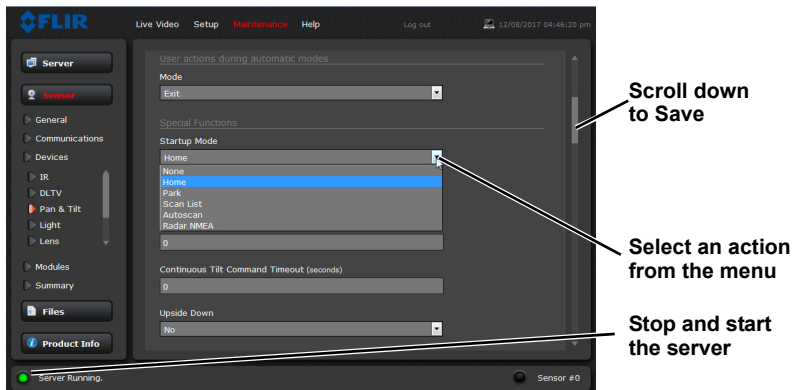 FLIR
Live Video Setup Maintenance Help Log out 12/08/2017 04:46:20 pm
Server
Sensor
General
Communications
Devices
IR
DLTV
Pan & Tilt
Light
Lens
Modules
Summary
Files
Product Info
User actions during automatic modes
Mode
Exit
Special Functions
Startup Mode
Home
None
Home
Park
Scan List
Autoscan
Radar NMEA
0
Continuous Tilt Command Timeout (seconds)
0
Upside Down
No
Server Running.
Sensor #0
Scroll down
to Save
Select an action
from the menu
Stop and start
the server